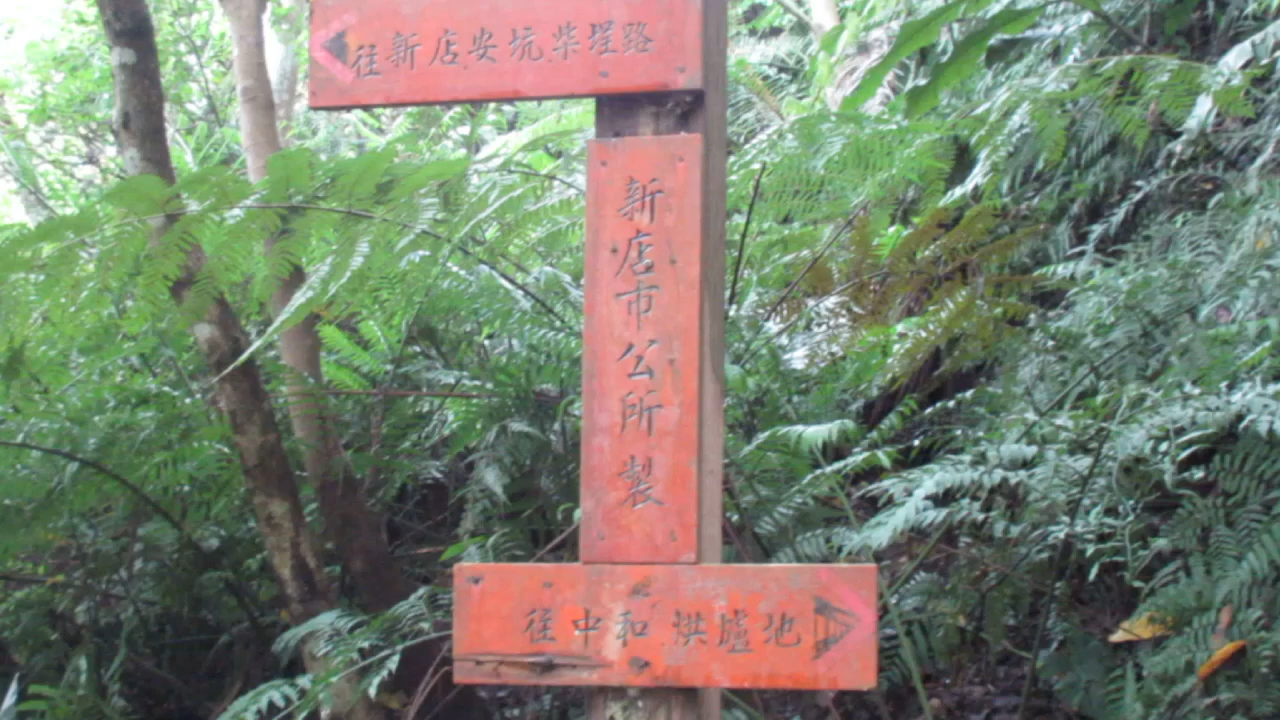 往新店安坑柴埕路
新店市公所製
往中和烘爐地